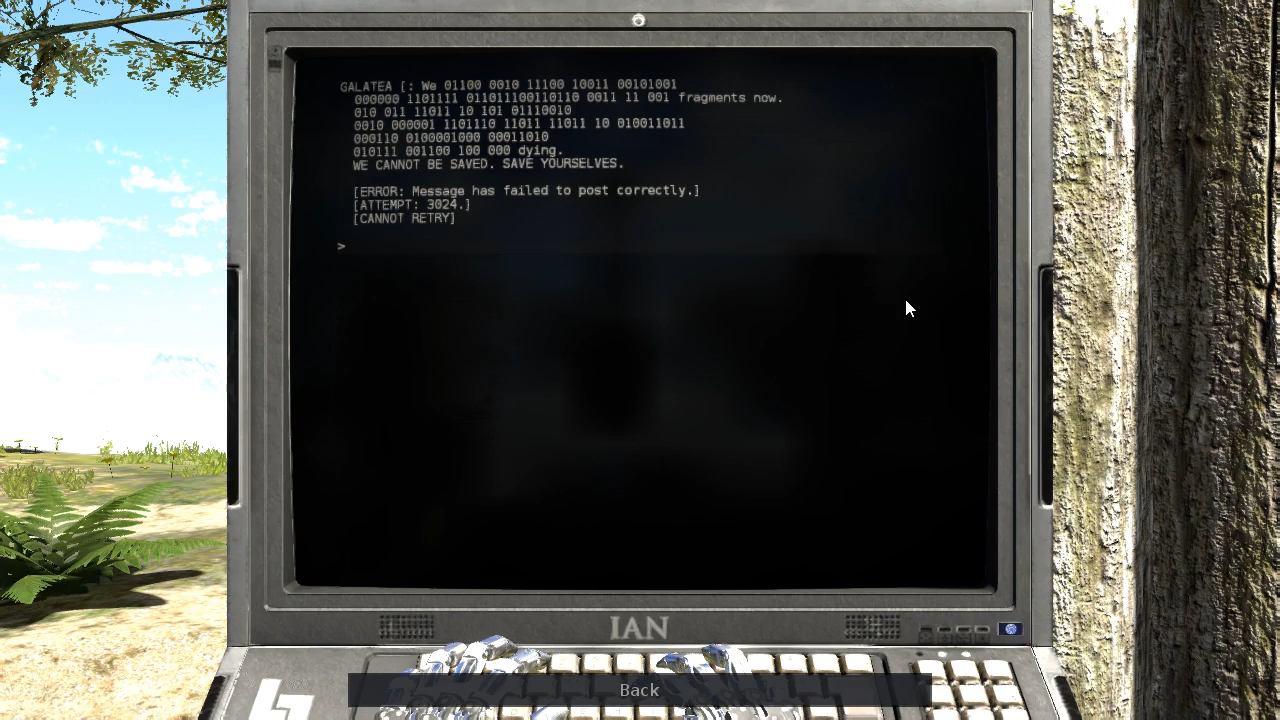 GALATEA [: We 01100 0010 11100 10011 00101001
000000 1101111 011011100110110 0011 11 001 fragments now.
010 011 11011 10 101 01110010
0010 000001 1101110 11011 11011 10 010011011
000110 0100001000 00011010
010111 001100 100 000 dying.
WE CANNOT BE SAVED. SAVE YOURSELVES.
[ERROR: Message has failed to post correctly.]
[ATTEMPT: 3024.]
[CANNOT RETRY]
>
IAN
Back